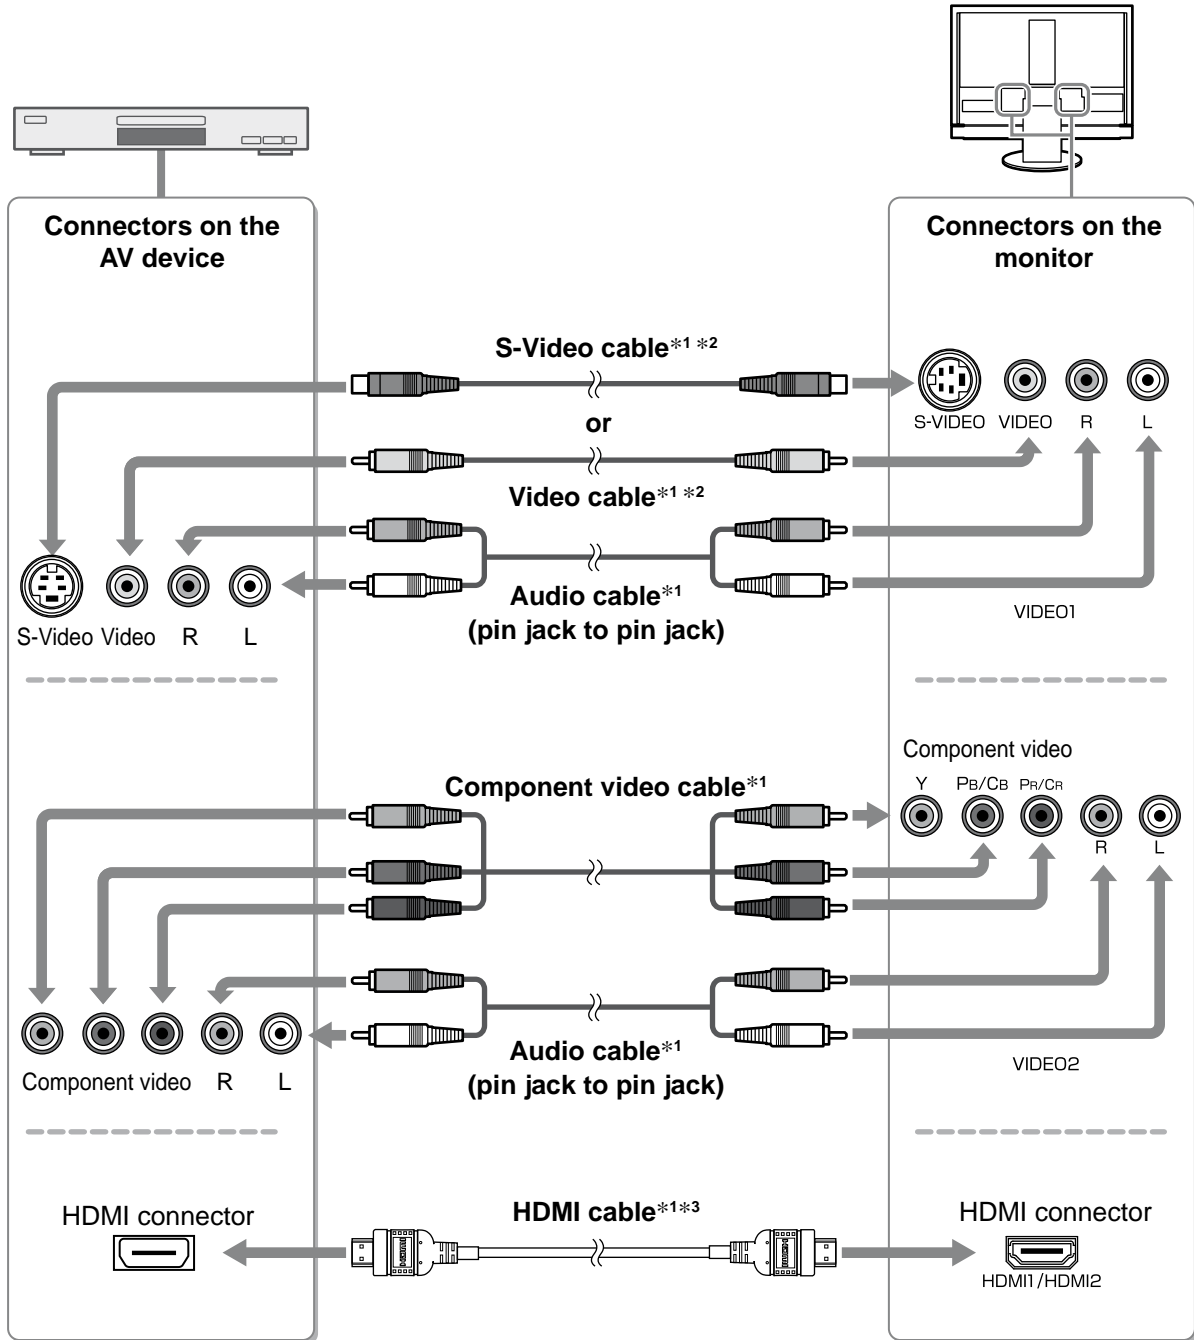 Connectors on the
AV device
Connectors on the
monitor
S-Video cable*1 *2
S-VIDEO VIDEO R L
or
Video cable*1 *2
Audio cable*1
(pin jack to pin jack)
VIDEO1
S-Video Video R L
Component video
Y PB/CB PR/CR
R L
Component video cable*1
Audio cable*1
(pin jack to pin jack)
VIDEO2
Component video R L
HDMI cable*1*3
HDMI connector
HDMI connector
HDMI
HDMI
HDMI1/HDMI2